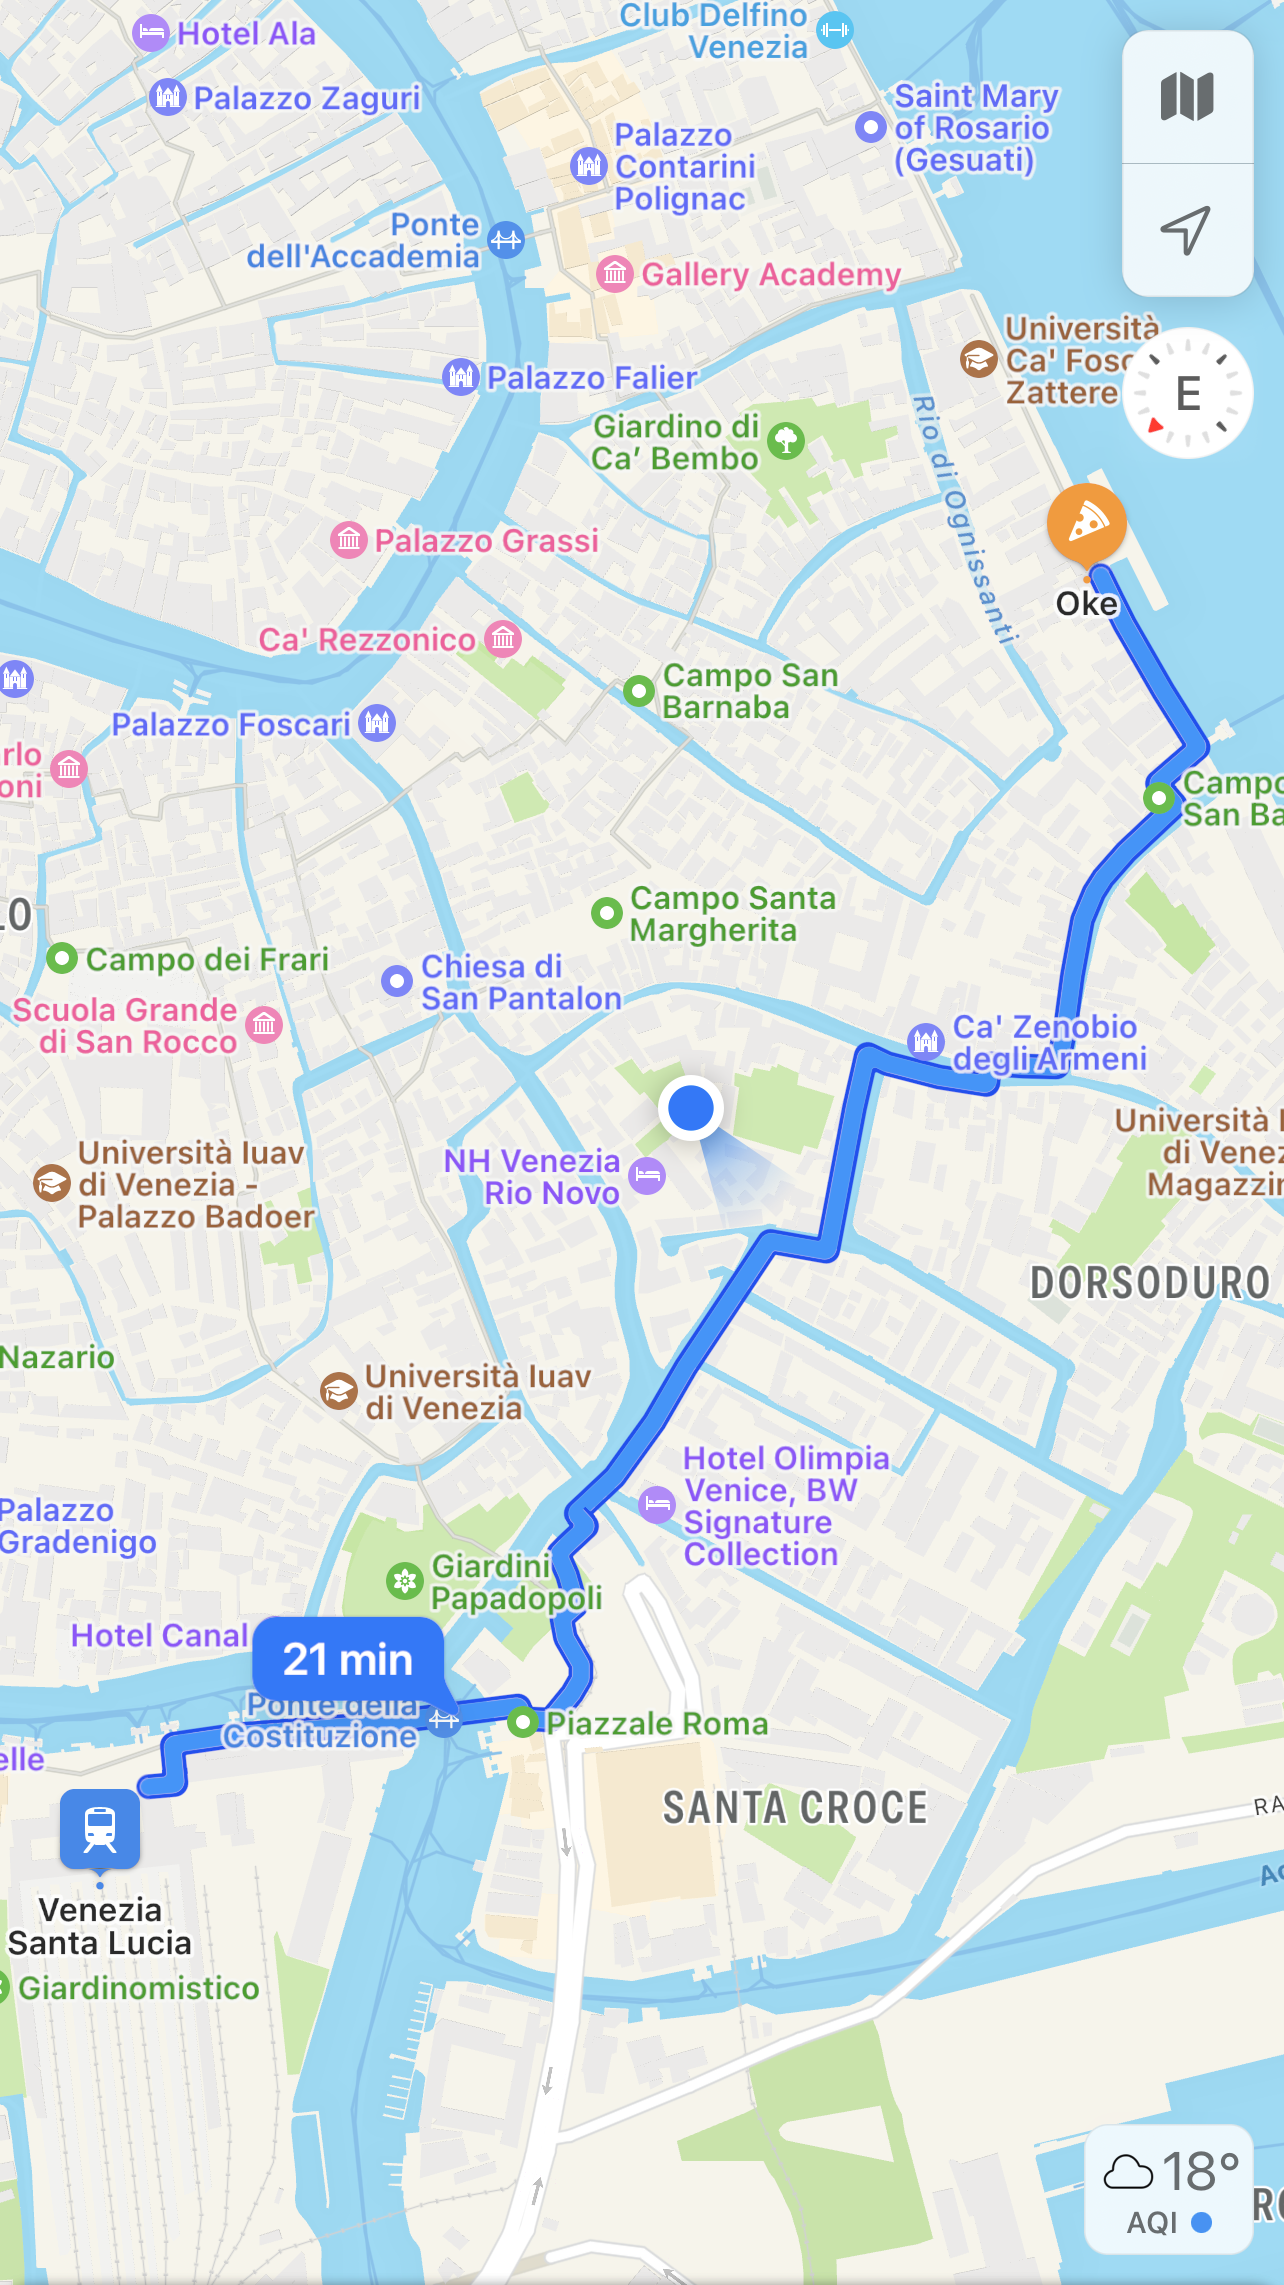 Club Delfino
Venezia
Hotel Ala
Palazzo Zaguri
Saint Mary
of Rosario
(Gesuati)
Palazzo
Contarini
Polignac
Ponte
dell'Accademia
Gallery Academy
Università
Ca' Fosc
Zattere
E
Palazzo Falier
Giardino di
Ca' Bembo
Rio di Ognissanti
Palazzo Grassi
Oke
Ca' Rezzonico
Campo San
Barnaba
Palazzo Foscari
rlo
oni
Campo
San Ba
Campo Santa
Margherita
LO
Campo dei Frari
Chiesa di
San Pantalon
Scuola Grande
di San Rocco
Ca' Zenobio
degli Armeni
Università I
di Venez
Magazzin
Università Iuav
di Venezia -
Palazzo Badoer
NH Venezia
Rio Novo
DORSODURO
Nazario
Università Iuav
di Venezia
Hotel Olimpia
Venice, BW
Signature
Collection
Palazzo
Gradenigo
Giardini
Papadopoli
Hotel Canal
21 min
Ponte della
Costituzione
Piazzale Roma
elle
SANTA CROCE
RA
Venezia
Santa Lucia
Giardinomistico
18°
AQI